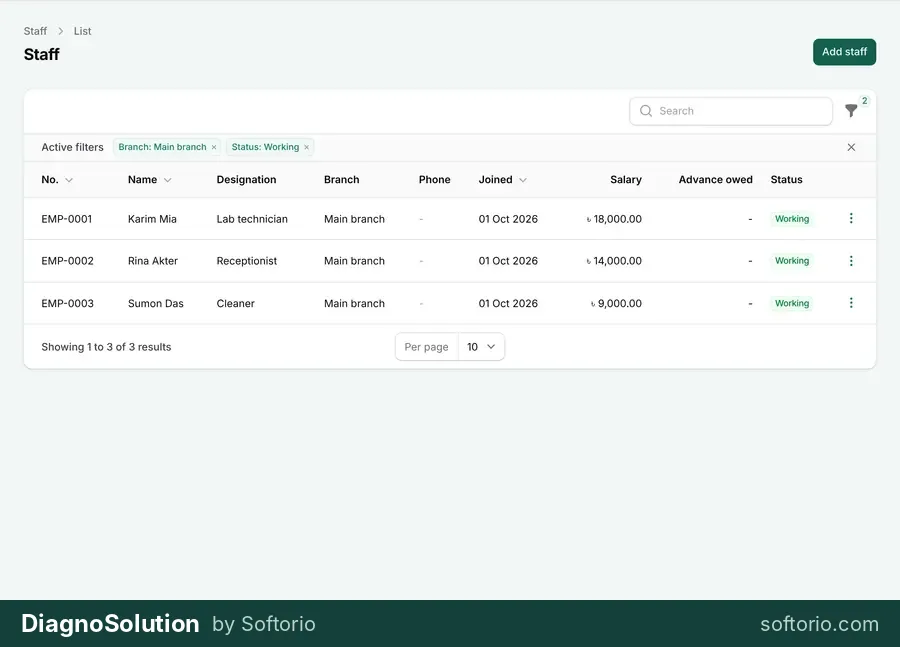 Staff > List
Staff
Add staff
Search
2
Active filters Branch: Main branch × Status: Working ×
No. Name Designation Branch Phone Joined Salary Advance owed Status
EMP-0001 Karim Mia Lab technician Main branch - 01 Oct 2026 ৳ 18,000.00 - Working
EMP-0002 Rina Akter Receptionist Main branch - 01 Oct 2026 ৳ 14,000.00 - Working
EMP-0003 Sumon Das Cleaner Main branch - 01 Oct 2026 ৳ 9,000.00 - Working
Showing 1 to 3 of 3 results Per page 10
DiagnoSolution by Softorio softorio.com